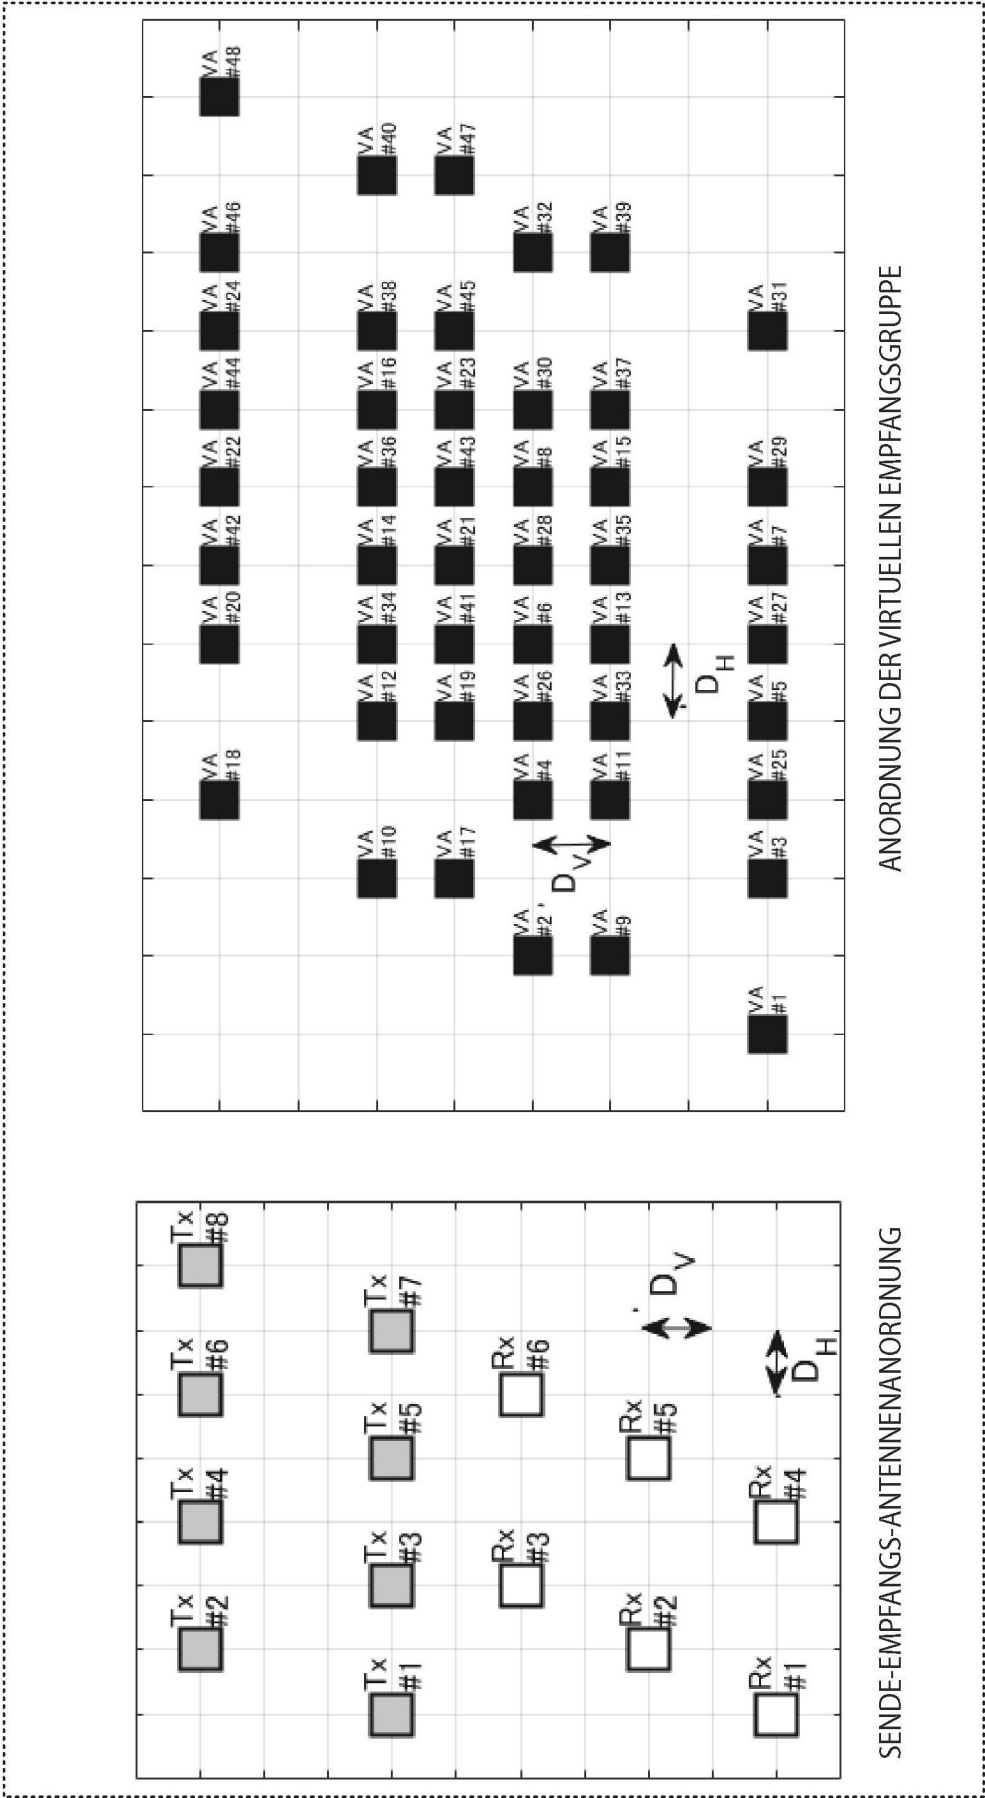 Tx
#2
Tx
#4
Tx
#6
Tx
#8
Tx
#1
Tx
#3
Tx
#5
Tx
#7
Rx
#3
Rx
#6
Rx
#2
Rx
#5
DV
Rx
#1
Rx
#4
DH
SENDE-EMPFANGS-ANTENNENANORDNUNG
VA
#18
VA
#20
VA
#42
VA
#22
VA
#44
VA
#24
VA
#46
VA
#48
VA
#10
VA
#12
VA
#34
VA
#14
VA
#36
VA
#16
VA
#38
VA
#40
VA
#17
VA
#19
VA
#41
VA
#21
VA
#43
VA
#23
VA
#45
VA
#47
VA
#2
VA
#4
VA
#26
VA
#6
VA
#28
VA
#8
VA
#30
VA
#32
DV
VA
#9
VA
#11
VA
#33
VA
#13
VA
#35
VA
#15
VA
#37
VA
#39
DH
VA
#1
VA
#3
VA
#25
VA
#5
VA
#27
VA
#7
VA
#29
VA
#31
ANORDNUNG DER VIRTUELLEN EMPFANGSGRUPPE